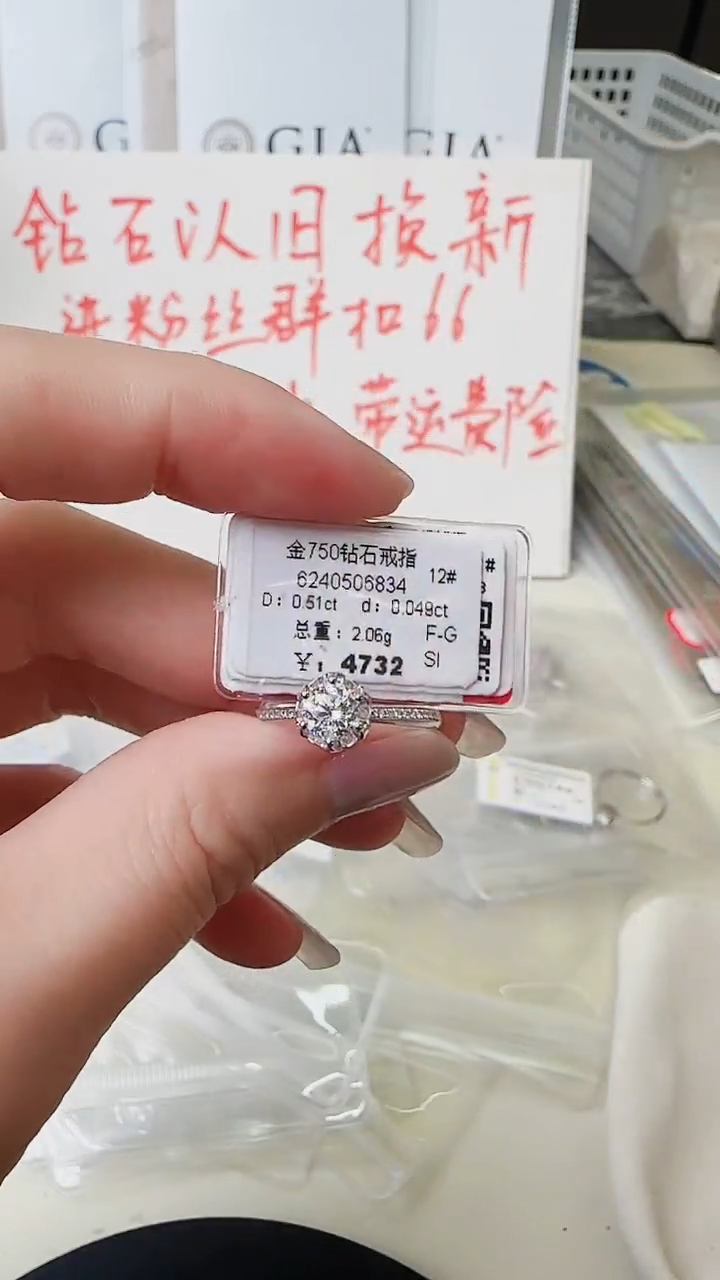 GIA
GIA
钻石以旧换新
进粉丝群扣66
带运费险
金750钻石戒指
6240506834 12#
D: 0.51ct d: 0.049ct
总重: 2.06g F-G
¥: 4732 SI
#